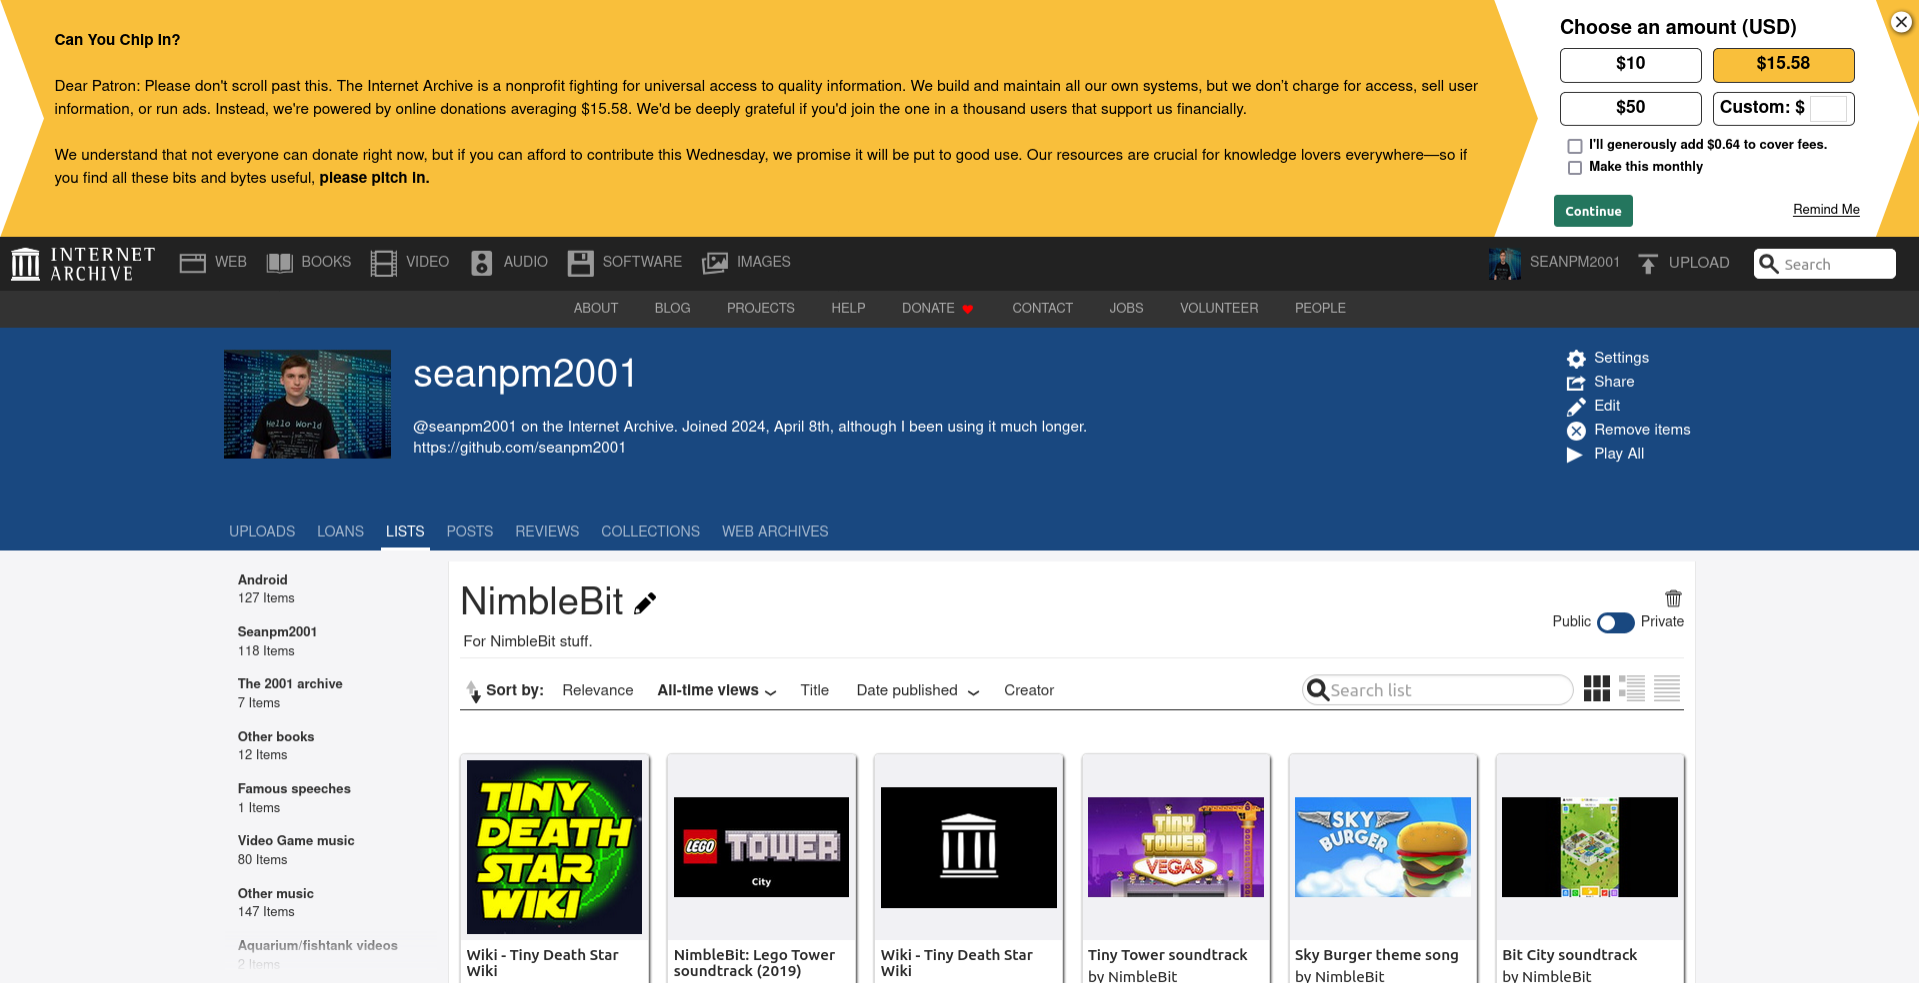 Can You Chip In?
Dear Patron: Please don't scroll past this. The Internet Archive is a nonprofit fighting for universal access to quality information. We build and maintain all our own systems, but we don’t charge for access, sell user
information, or run ads. Instead, we're powered by online donations averaging $15.58. We'd be deeply grateful if you'd join the one in a thousand users that support us financially.
We understand that not everyone can donate right now, but if you can afford to contribute this Wednesday, we promise it will be put to good use. Our resources are crucial for knowledge lovers everywhere—so if
you find all these bits and bytes useful, please pitch in.
Choose an amount (USD)
$10
$15.58
$50
Custom: $
I'll generously add $0.64 to cover fees.
Make this monthly
Continue
Remind Me
INTERNET
ARCHIVE
WEB
BOOKS
VIDEO
AUDIO
SOFTWARE
IMAGES
SEANPM2001
UPLOAD
Search
ABOUT
BLOG
PROJECTS
HELP
DONATE
CONTACT
JOBS
VOLUNTEER
PEOPLE
Hello World
seanpm2001
@seanpm2001 on the Internet Archive. Joined 2024, April 8th, although I been using it much longer.
https://github.com/seanpm2001
Settings
Share
Edit
Remove items
Play All
UPLOADS
LOANS
LISTS
POSTS
REVIEWS
COLLECTIONS
WEB ARCHIVES
Android
127 Items
Seanpm2001
118 Items
The 2001 archive
7 Items
Other books
12 Items
Famous speeches
1 Items
Video Game music
80 Items
Other music
147 Items
Aquarium/fishtank videos
2 Items
NimbleBit
For NimbleBit stuff.
Public
Private
Sort by:
Relevance
All-time views
Title
Date published
Creator
Search list
TINY
DEATH
STAR
WIKI
Wiki - Tiny Death Star
Wiki
LEGO TOWER
City
NimbleBit: Lego Tower
soundtrack (2019)
Wiki - Tiny Death Star
Wiki
TINY
TOWER
VEGAS
Tiny Tower soundtrack
by NimbleBit
SKY
BURGER
Sky Burger theme song
by NimbleBit
Bit City soundtrack
by NimbleBit